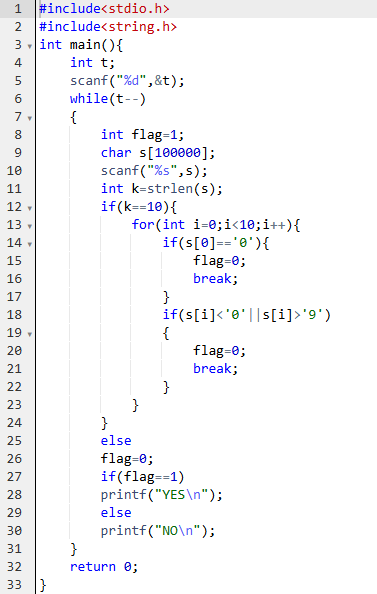 1 #include<stdio.h>
2 #include<string.h>
3 int main(){
4 int t;
5 scanf("%d",&t);
6 while(t--)
7 {
8 int flag=1;
9 char s[100000];
10 scanf("%s",s);
11 int k=strlen(s);
12 if(k==10){
13 for(int i=0;i<10;i++){
14 if(s[0]=='0'){
15 flag=0;
16 break;
17 }
18 if(s[i]<'0'||s[i]>'9')
19 {
20 flag=0;
21 break;
22 }
23 }
24 }
25 else
26 flag=0;
27 if(flag==1)
28 printf("YES\n");
29 else
30 printf("NO\n");
31 }
32 return 0;
33 }